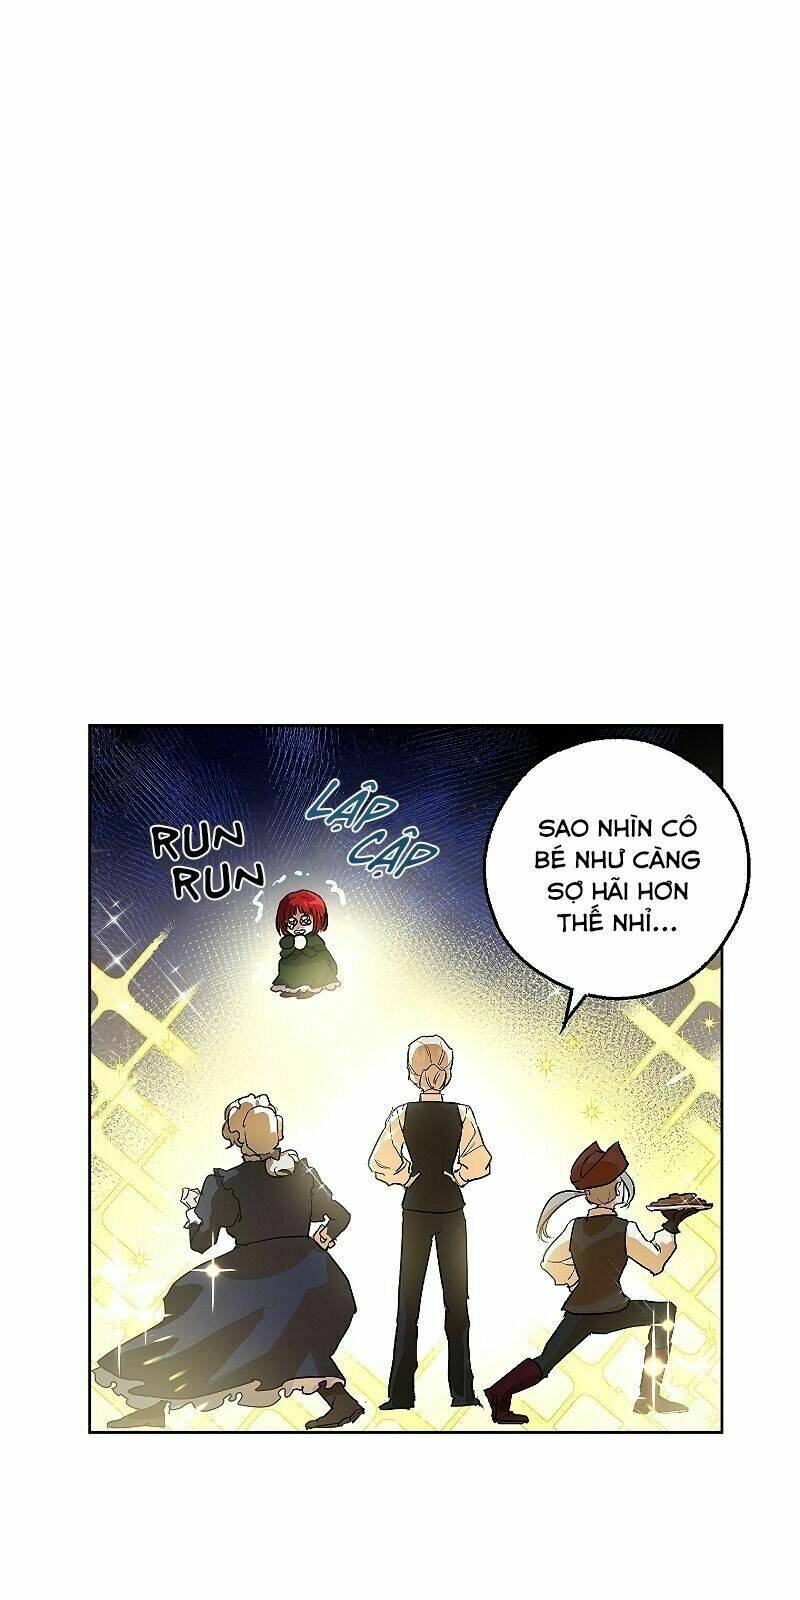 RUN
RUN
LẬP
CẬP
SAO NHÌN CÔ
BÉ NHƯ CÀNG
SỢ HÃI HƠN
THẾ NHỈ...